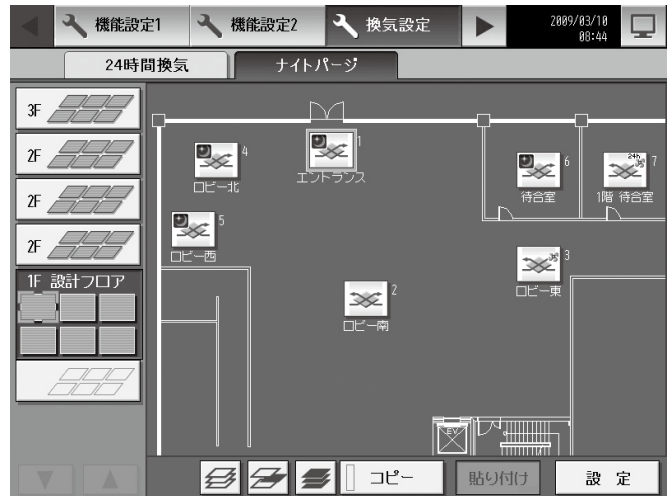 機能設定1
機能設定2
換気設定
2009/03/10
08:44
24時間換気
ナイトパージ
3F
2F
2F
2F
1F 設計フロア
4
ロビー北
1
エントランス
6
待合室
24h
7
1階 待合室
5
ロビー西
3
ロビー東
2
ロビー南
EV
コピー
貼り付け
設 定